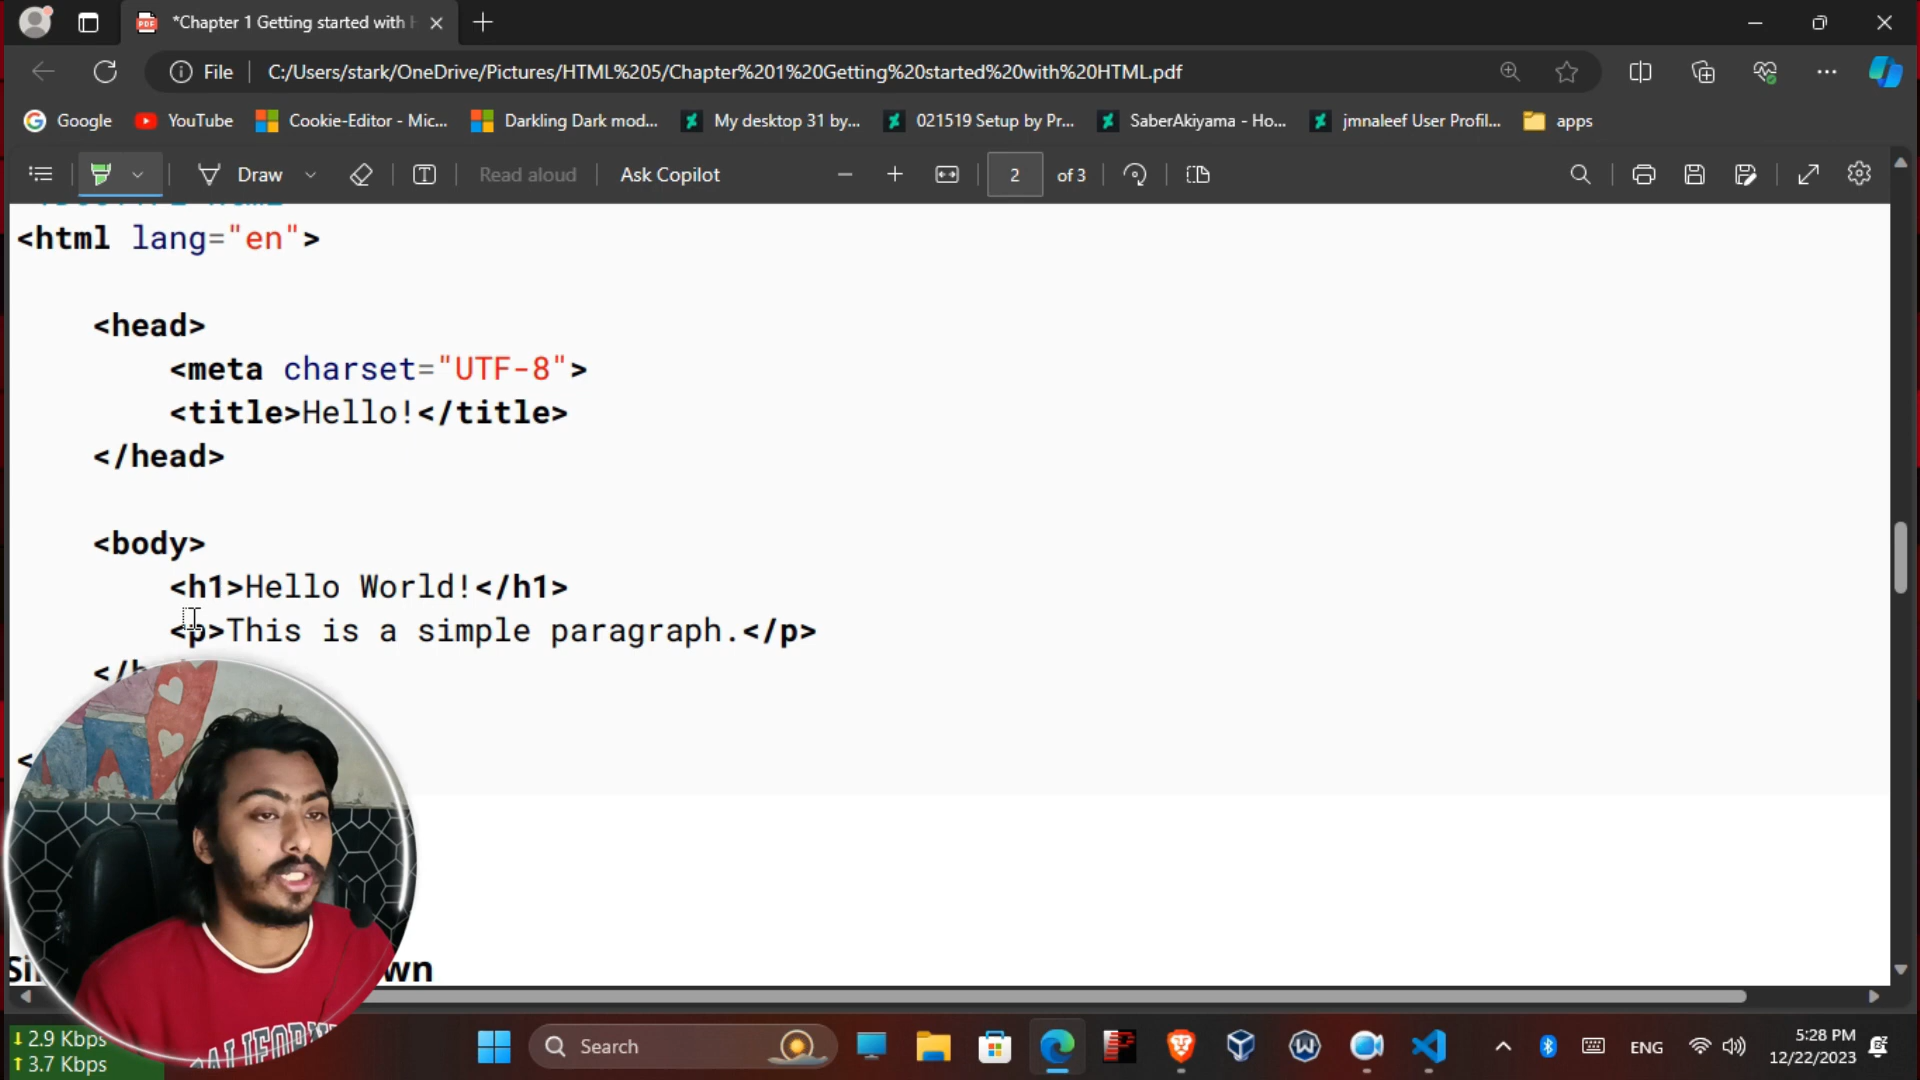 *Chapter 1 Getting started with
File
C:/Users/stark/OneDrive/Pictures/HTML%205/Chapter%201%20Getting%20started%20with%20HTML.pdf
Google
YouTube
Cookie-Editor - Mic...
Darkling Dark mod...
My desktop 31 by...
021519 Setup by Pr...
SaberAkiyama - Ho...
jmnaleef User Profil...
apps
Draw
Read aloud
Ask Copilot
2 of 3
<html lang="en">
<head>
<meta charset="UTF-8">
<title>Hello!</title>
</head>
<body>
<h1>Hello World!</h1>
<p>This is a simple paragraph.</p>
</
<
wn
CALIFORNIA
↓ 2.9 Kbps
↑ 3.7 Kbps
Search
ENG
5:28 PM
12/22/2023